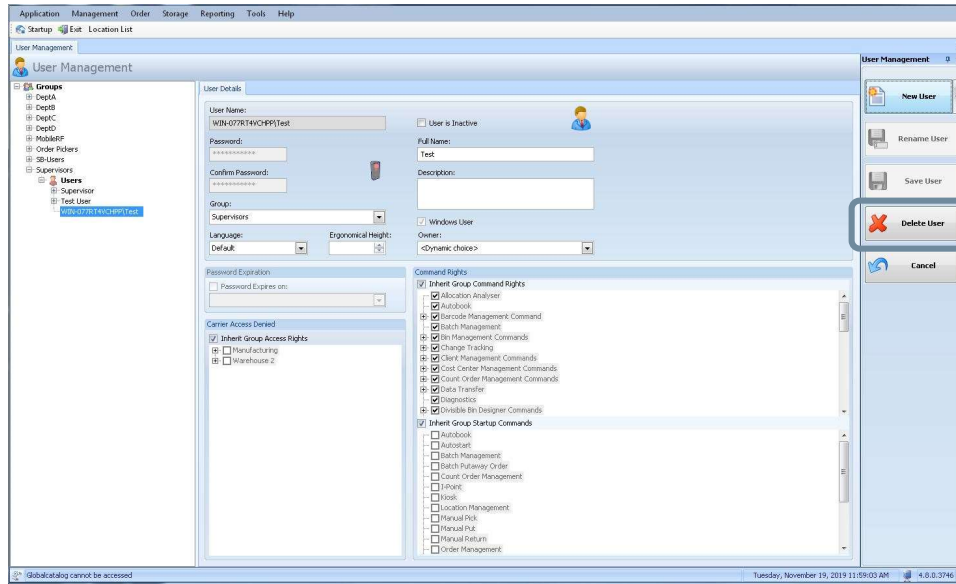 Application Management Order Storage Reporting Tools Help
Startup Exit Location List
User Management
User Management
Groups
DeptA
DeptB
DeptC
DeptD
MobileRF
Order Pickers
SB-Users
Supervisors
Users
Supervisor
Test User
WIN-077RT4VCHPP\Test
User Details
User Name:
WIN-077RT4VCHPP\Test
User is Inactive
Password:
***********
Full Name:
Test
Confirm Password:
***********
Description:
Group:
Supervisors
Windows User
Language:
Default
Ergonomical Height:
Owner:
<Dynamic choice>
Password Expiration
Password Expires on:
Carrier Access Denied
Inherit Group Access Rights
Manufacturing
Warehouse 2
Command Rights
Inherit Group Command Rights
Allocation Analyser
Autobook
Barcode Management Command
Batch Management
Bin Management Commands
Change Tracking
Client Management Commands
Cost Center Management Commands
Count Order Management Commands
Data Transfer
Diagnostics
Divisible Bin Designer Commands
Inherit Group Startup Commands
Autobook
Autostart
Batch Management
Batch Putaway Order
Count Order Management
I-Point
Kiosk
Location Management
Manual Pick
Manual Put
Manual Return
Order Management
User Management
New User
Rename User
Save User
Delete User
Cancel
Globalcatalog cannot be accessed
Tuesday, November 19, 2019 11:59:03 AM
4.8.0.3746